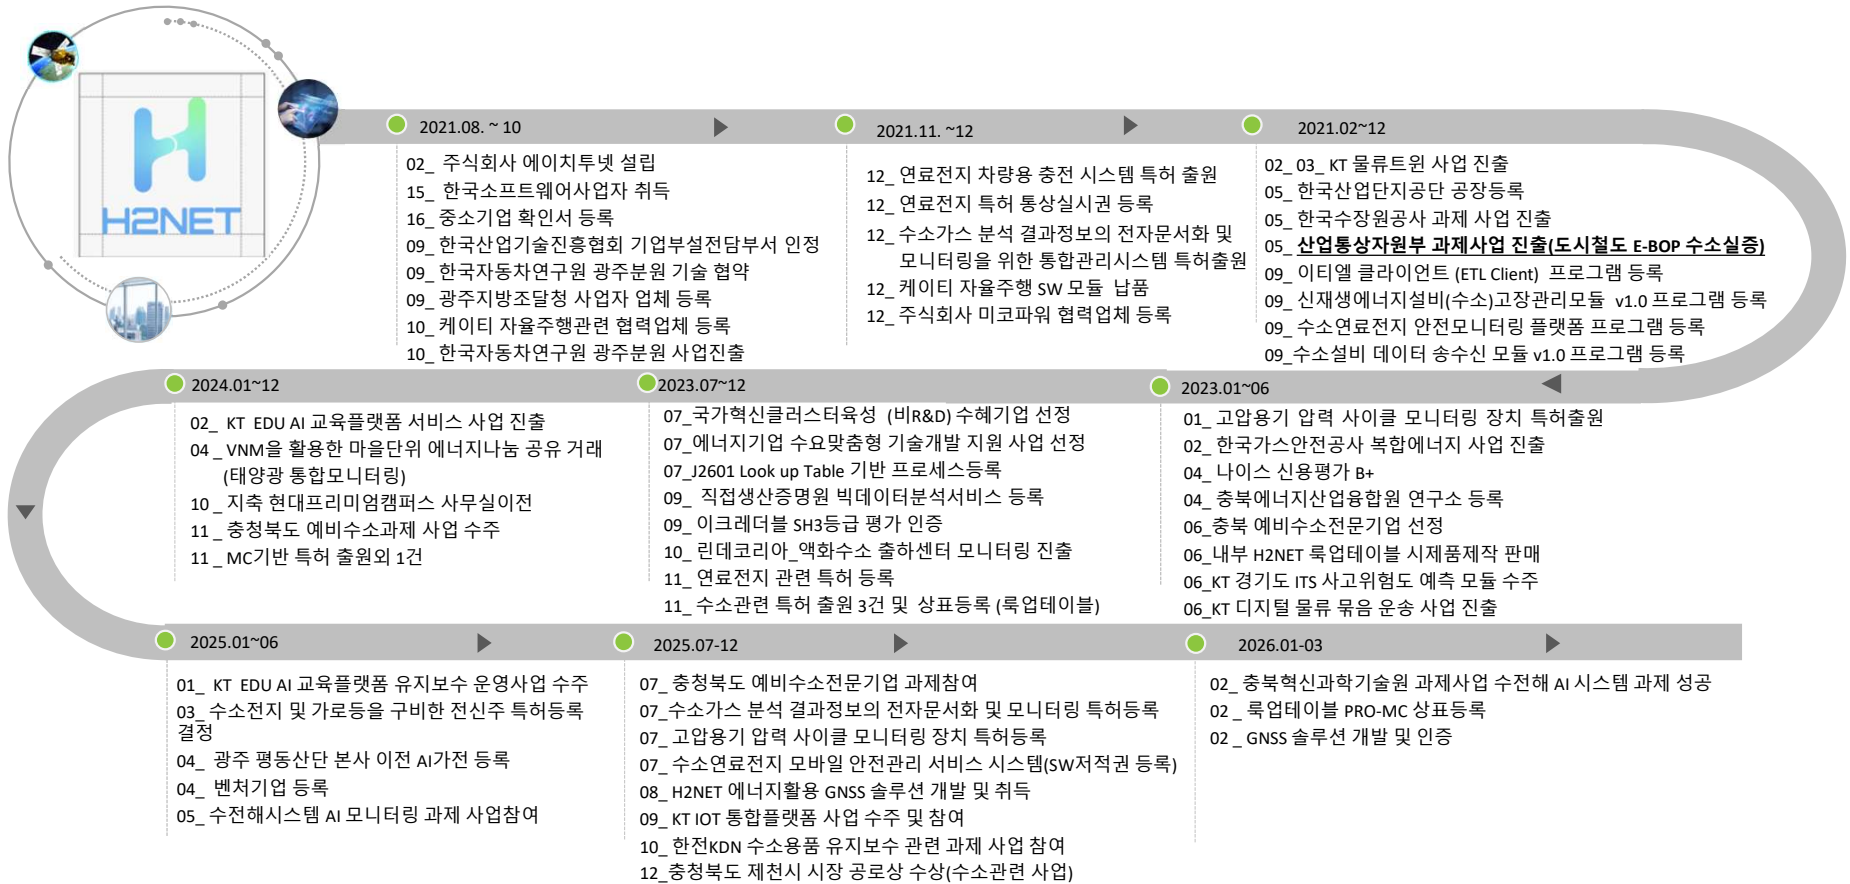 H2NET
2021.08. ~ 10
02_ 주식회사 에이치투넷 설립
15_ 한국소프트웨어사업자 취득
16_ 중소기업 확인서 등록
09_ 한국산업기술진흥협회 기업부설전담부서 인정
09_ 한국자동차연구원 광주분원 기술 협약
09_ 광주지방조달청 사업자 업체 등록
10_ 케이티 자율주행관련 협력업체 등록
10_ 한국자동차연구원 광주분원 사업진출
2021.11. ~12
12_ 연료전지 차량용 충전 시스템 특허 출원
12_ 연료전지 특허 통상실시권 등록
12_ 수소가스 분석 결과정보의 전자문서화 및
모니터링을 위한 통합관리시스템 특허출원
12_ 케이티 자율주행 SW 모듈 납품
12_ 주식회사 미코파워 협력업체 등록
2021.02~12
02_ 03_ KT 물류트윈 사업 진출
05_ 한국산업단지공단 공장등록
05_ 한국수장원공사 과제 사업 진출
05_ 산업통상자원부 과제사업 진출(도시철도 E-BOP 수소실증)
09_ 이티엘 클라이언트 (ETL Client) 프로그램 등록
09_ 신재생에너지설비(수소)고장관리모듈 v1.0 프로그램 등록
09_ 수소연료전지 안전모니터링 플랫폼 프로그램 등록
09_수소설비 데이터 송수신 모듈 v1.0 프로그램 등록
2024.01~12
02_ KT EDU AI 교육플랫폼 서비스 사업 진출
04 _ VNM을 활용한 마을단위 에너지나눔 공유 거래
(태양광 통합모니터링)
10 _ 지축 현대프리미엄캠퍼스 사무실이전
11 _ 충청북도 예비수소과제 사업 수주
11 _ MC기반 특허 출원외 1건
2023.07~12
07_국가혁신클러스터육성 (비R&D) 수혜기업 선정
07_에너지기업 수요맞춤형 기술개발 지원 사업 선정
07_J2601 Look up Table 기반 프로세스등록
09_ 직접생산증명원 빅데이터분석서비스 등록
09_ 이크레더블 SH3등급 평가 인증
10_ 린데코리아_액화수소 출하센터 모니터링 진출
11_ 연료전지 관련 특허 등록
11_ 수소관련 특허 출원 3건 및 상표등록 (룩업테이블)
2023.01~06
01_ 고압용기 압력 사이클 모니터링 장치 특허출원
02_ 한국가스안전공사 복합에너지 사업 진출
04_ 나이스 신용평가 B+
04_ 충북에너지산업융합원 연구소 등록
06_충북 예비수소전문기업 선정
06_내부 H2NET 룩업테이블 시제품제작 판매
06_KT 경기도 ITS 사고위험도 예측 모듈 수주
06_KT 디지털 물류 묶음 운송 사업 진출
2025.01~06
01_ KT EDU AI 교육플랫폼 유지보수 운영사업 수주
03_ 수소전지 및 가로등을 구비한 전신주 특허등록
결정
04_ 광주 평동산단 본사 이전 AI가전 등록
04_ 벤처기업 등록
05_ 수전해시스템 AI 모니터링 과제 사업참여
2025.07-12
07_ 충청북도 예비수소전문기업 과제참여
07_수소가스 분석 결과정보의 전자문서화 및 모니터링 특허등록
07_ 고압용기 압력 사이클 모니터링 장치 특허등록
07_ 수소연료전지 모바일 안전관리 서비스 시스템(SW저적권 등록)
08_ H2NET 에너지활용 GNSS 솔루션 개발 및 취득
09_ KT IOT 통합플랫폼 사업 수주 및 참여
10_ 한전KDN 수소용품 유지보수 관련 과제 사업 참여
12_충청북도 제천시 시장 공로상 수상(수소관련 사업)
2026.01-03
02_ 충북혁신과학기술원 과제사업 수전해 AI 시스템 과제 성공
02 _ 룩업테이블 PRO-MC 상표등록
02 _ GNSS 솔루션 개발 및 인증